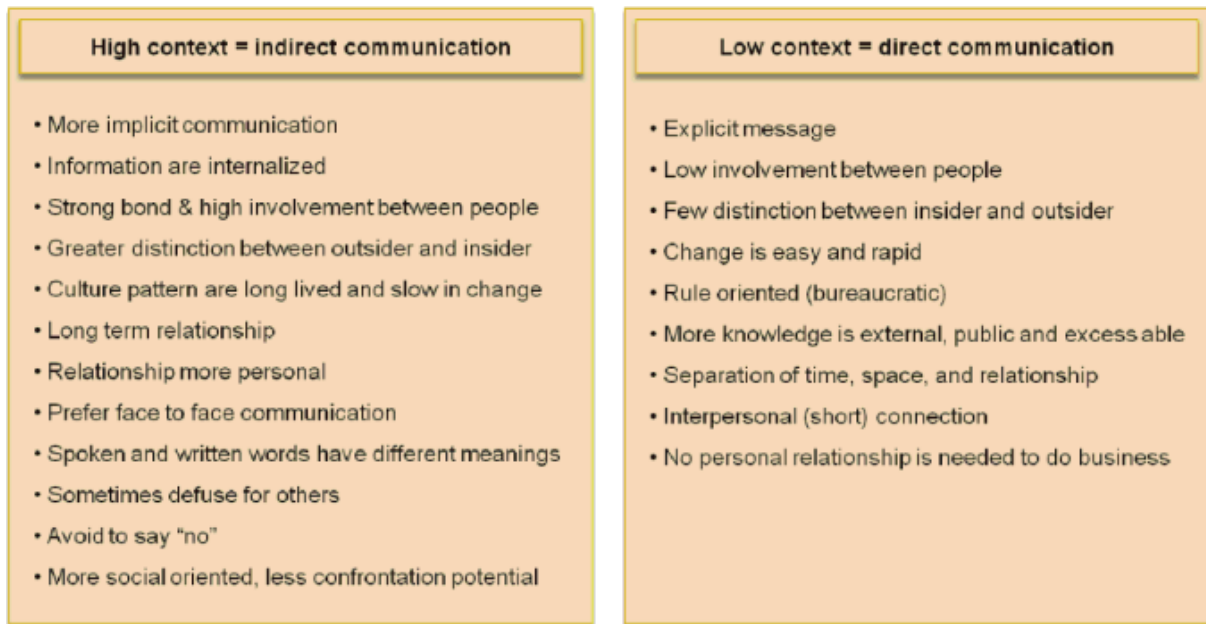 High context = indirect communication
• More implicit communication
• Information are internalized
• Strong bond & high involvement between people
• Greater distinction between outsider and insider
• Culture pattern are long lived and slow in change
• Long term relationship
• Relationship more personal
• Prefer face to face communication
• Spoken and written words have different meanings
• Sometimes defuse for others
• Avoid to say “no”
• More social oriented, less confrontation potential
Low context = direct communication
• Explicit message
• Low involvement between people
• Few distinction between insider and outsider
• Change is easy and rapid
• Rule oriented (bureaucratic)
• More knowledge is external, public and excess able
• Separation of time, space, and relationship
• Interpersonal (short) connection
• No personal relationship is needed to do business